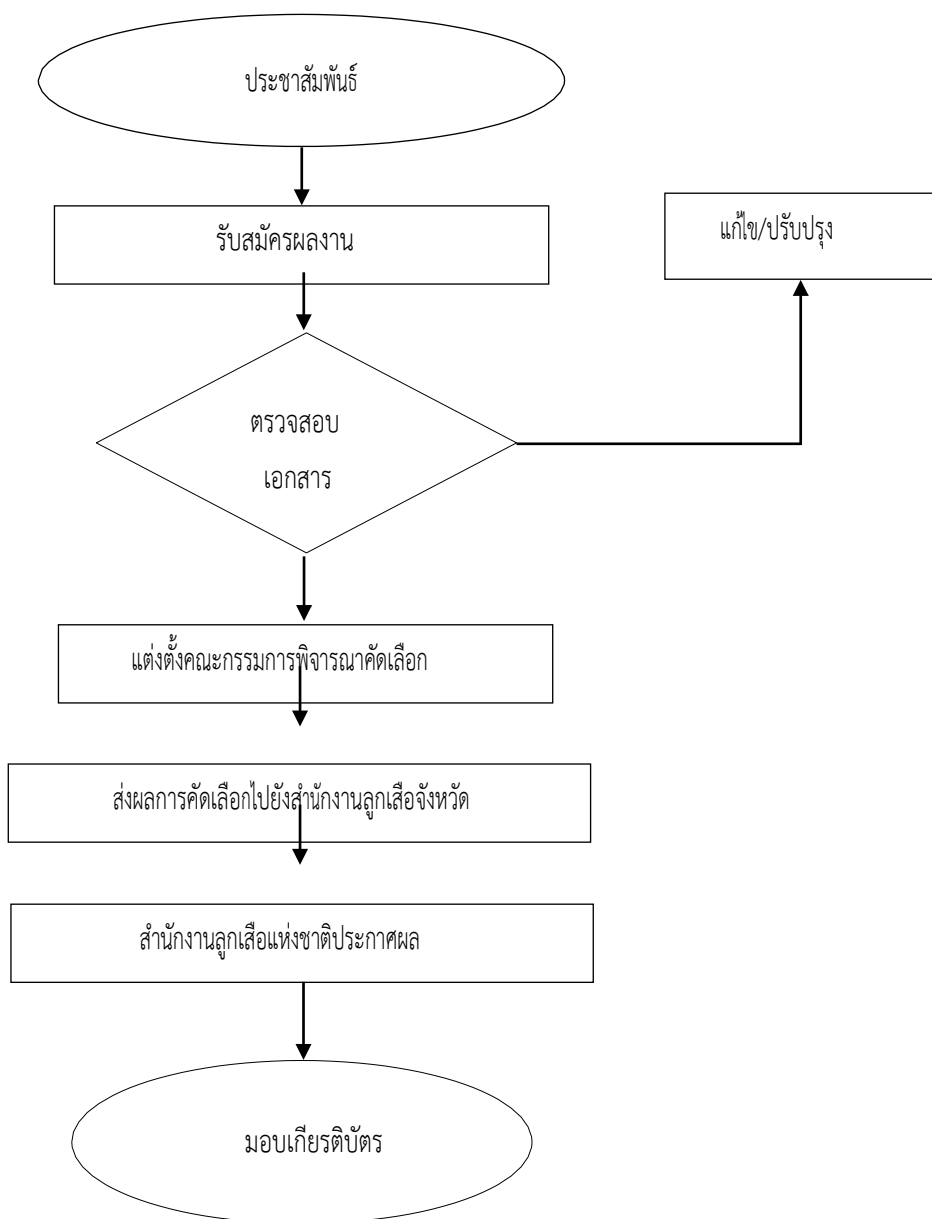 ประชาสัมพันธ์
รับสมัครผลงาน
แก้ไข/ปรับปรุง
ตรวจสอบ
เอกสาร
แต่งตั้งคณะกรรมการพิจารณาคัดเลือก
ส่งผลการคัดเลือกไปยังสำนักงานลูกเสือจังหวัด
สำนักงานลูกเสือแห่งชาติประกาศผล
มอบเกียรติบัตร